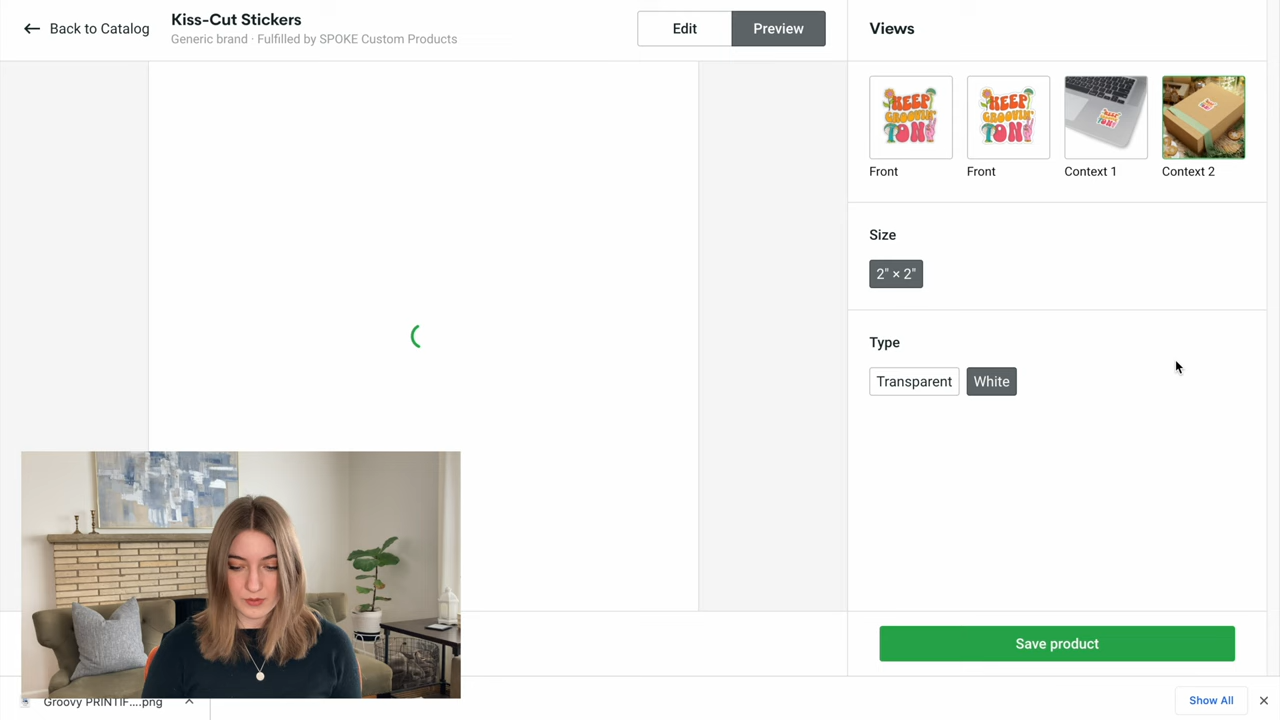 Back to Catalog
Kiss-Cut Stickers
Generic brand · Fulfilled by SPOKE Custom Products
Edit
Preview
Views
KEEP
GROOVIN'
TON!
KEEP
GROOVIN'
TON!
Front
Front
Context 1
Context 2
Size
2" × 2"
Type
Transparent
White
Save product
Groovy PRINTIF....png
Show All